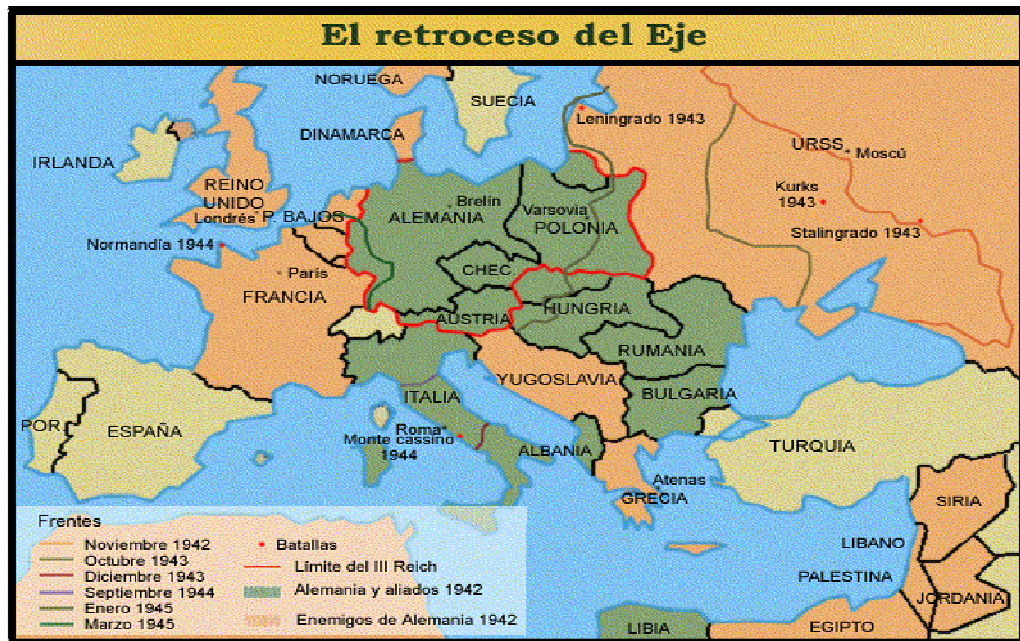 El retroceso del Eje
NORUEGA
SUECIA
Leningrado 1943
DINAMARCA
URSS
Moscú
IRLANDA
REINO
UNIDO
Kurks
1943
Londrés
P. BAJOS
ALEMANIA
Brelin
Varsovia
POLONIA
Stalingrado 1943
Normandía 1944
París
FRANCIA
CHEC.
AUSTRIA
HUNGRIA
RUMANIA
YUGOSLAVIA
BULGARIA
ITALIA
POR.
ESPAÑA
Roma
Monte cassino
1944
ALBANIA
TURQUIA
Atenas
GRECIA
SIRIA
LIBANO
PALESTINA
JORDANIA
LIBIA
EGIPTO
Frentes
Noviembre 1942
Octubre 1943
Diciembre 1943
Septiembre 1944
Enero 1945
Marzo 1945
Batallas
Límite del III Reich
Alemania y aliados 1942
Enemigos de Alemania 1942